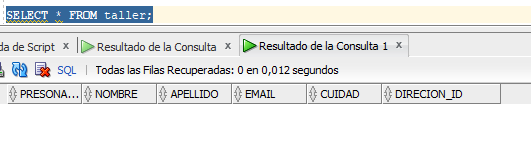 SELECT * FROM taller;
da de Script x Resultado de la Consulta x Resultado de la Consulta 1 x
SQL | Todas las Filas Recuperadas: 0 en 0,012 segundos
PRESONA... NOMBRE APELLIDO EMAIL CUIDAD DIRECION_ID